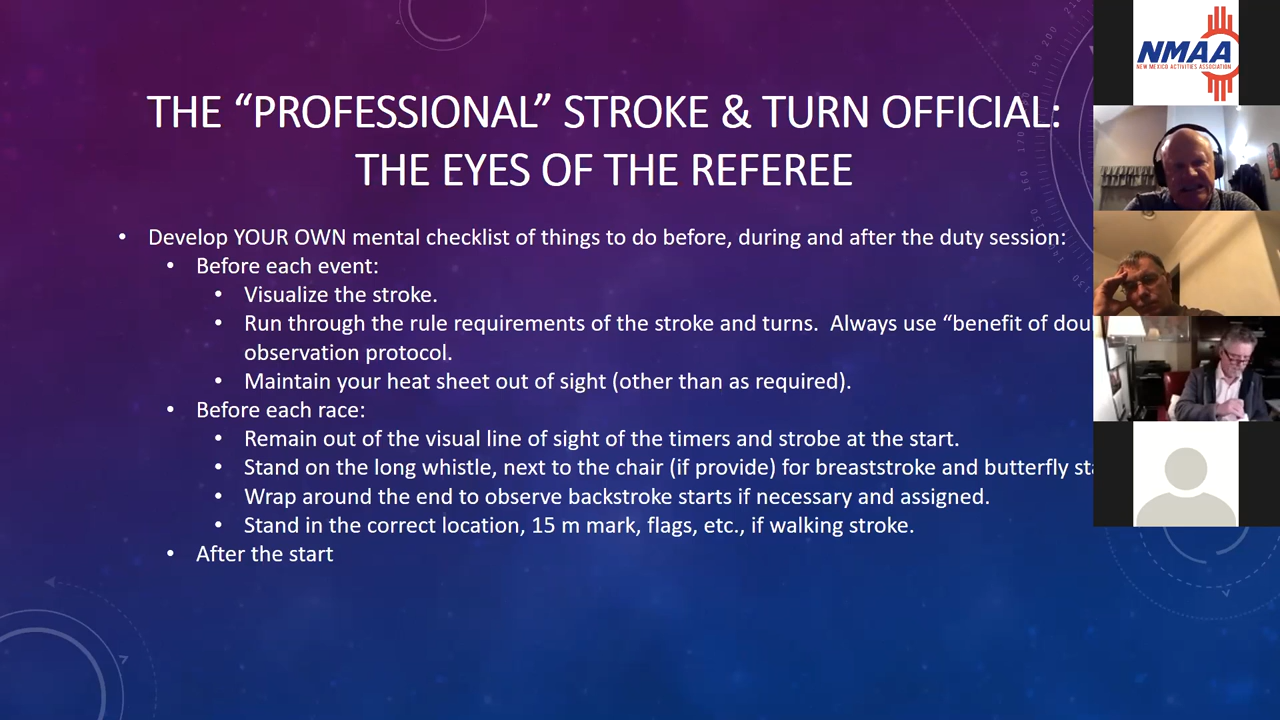 THE “PROFESSIONAL” STROKE & TURN OFFICIAL:
THE EYES OF THE REFEREE
• Develop YOUR OWN mental checklist of things to do before, during and after the duty session:
• Before each event:
• Visualize the stroke.
• Run through the rule requirements of the stroke and turns. Always use “benefit of
observation protocol.
• Maintain your heat sheet out of sight (other than as required).
• Before each race:
• Remain out of the visual line of sight of the timers and strobe at the start.
• Stand on the long whistle, next to the chair (if provide) for breaststroke and butterfly
• Wrap around the end to observe backstroke starts if necessary and assigned.
• Stand in the correct location, 15 m mark, flags, etc., if walking stroke.
• After the start
NMAA
NEW MEXICO ACTIVITIES ASSOCIATION